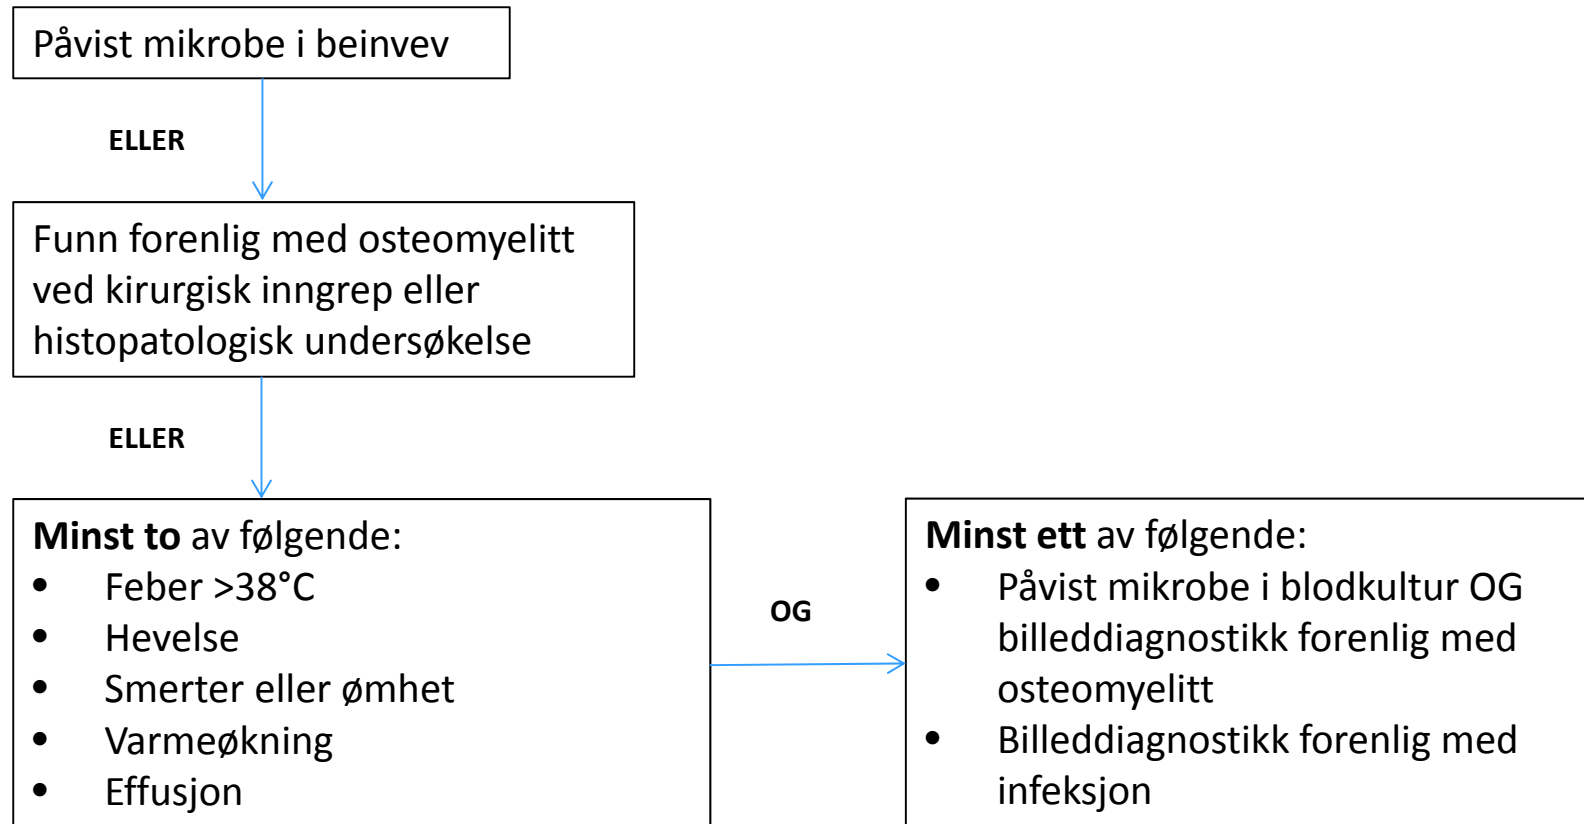 Påvist mikrobe i beinvev
ELLER
Funn forenlig med osteomyelitt
ved kirurgisk inngrep eller
histopatologisk undersøkelse
ELLER
Minst to av følgende:
• Feber >38°C
• Hevelse
• Smerter eller ømhet
• Varmeøkning
• Effusjon
OG
Minst ett av følgende:
• Påvist mikrobe i blodkultur OG
billeddiagnostikk forenlig med
osteomyelitt
• Billeddiagnostikk forenlig med
infeksjon